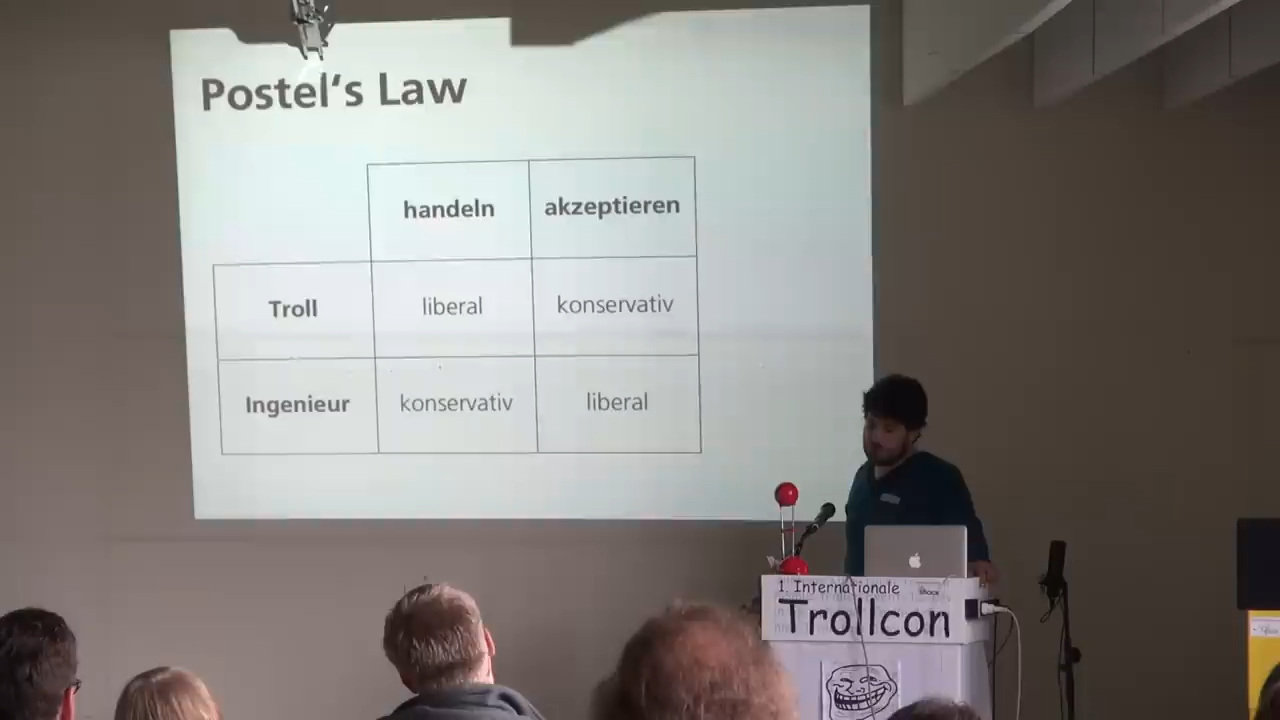 Postel‘s Law
handeln akzeptieren
Troll liberal konservativ
Ingenieur konservativ liberal
1. Internationale
Trollcon